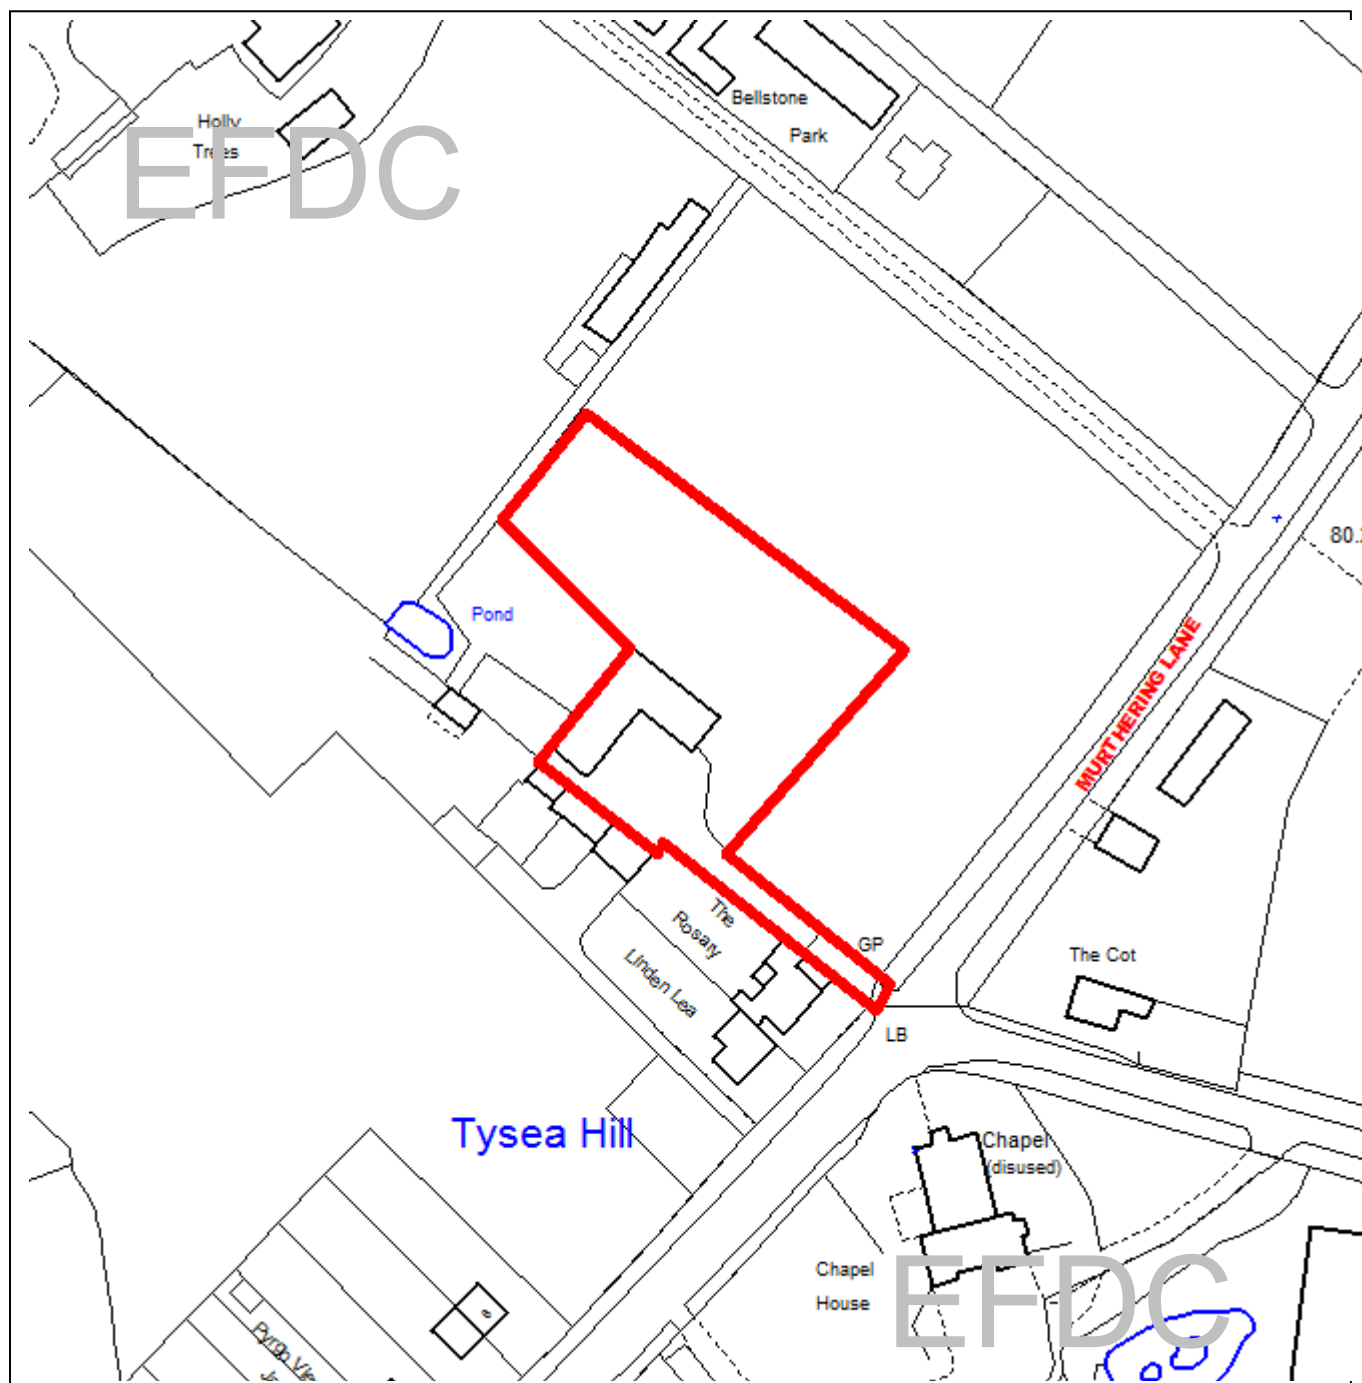 Bellstone
Park
Holly
Trees
EFDC
80.
Pond
MURTHERING LANE
The
Rosary
Linden Lea
GP
The Cot
LB
Tysea Hill
Chapel
(disused)
Chapel
House
EFDC
Pyrgo